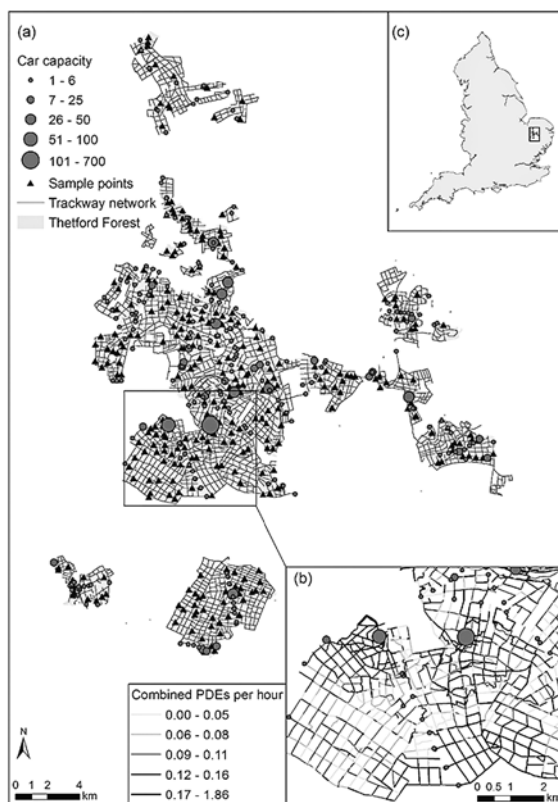 (a)
Car capacity
1 - 6
7 - 25
26 - 50
51 - 100
101 - 700
Sample points
Trackway network
Thetford Forest
(c)
(b)
Combined PDEs per hour
0.00 - 0.05
0.06 - 0.08
0.09 - 0.11
0.12 - 0.16
0.17 - 1.86
N
0 1 2 4
km
0 0.5 1 2
km